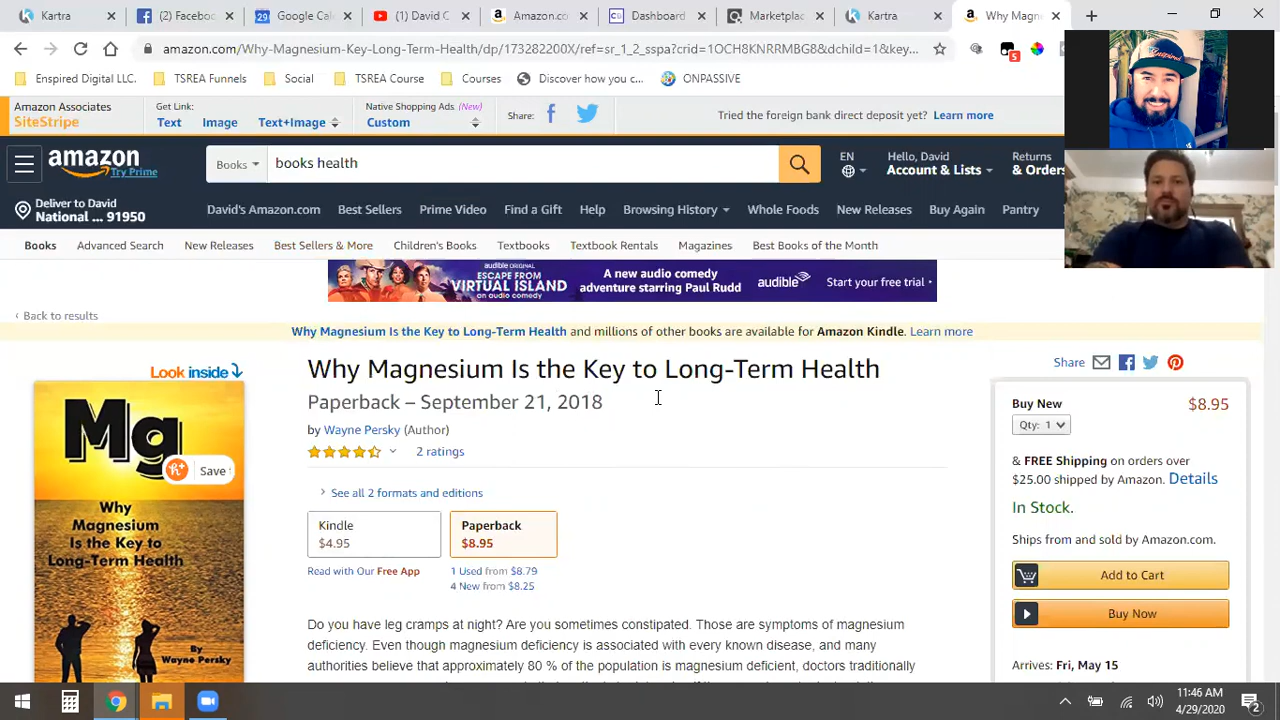 Kartra
(2) Faceb
Google Cal
(1) David C
Amazon.co
Dashboard
Marketplac
Kartra
Why Magn
amazon.com/Why-Magnesium-Key-Long-Term-Health/dp/173282200X/ref=sr_1_2_sspa?crid=1OCH8KNRRMBG8&dchild=1&key...
5
Enspired Digital LLC.
TSREA Funnels
Social
TSREA Course
Courses
Discover how you c...
ONPASSIVE
Amazon Associates
SiteStripe
Get Link:
Text
Image
Text+Image
Native Shopping Ads (New)
Custom
Share:
Tried the foreign bank direct deposit yet? Learn more
amazon
Try Prime
Books
books health
EN
Hello, David
Account & Lists
Returns
& Orders
Deliver to David
National ... 91950
David's Amazon.com
Best Sellers
Prime Video
Find a Gift
Help
Browsing History
Whole Foods
New Releases
Buy Again
Pantry
Books
Advanced Search
New Releases
Best Sellers & More
Children's Books
Textbooks
Textbook Rentals
Magazines
Best Books of the Month
AUDIBLE ORIGINAL
ESCAPE FROM
VIRTUAL ISLAND
an audio comedy
A new audio comedy
adventure starring Paul Rudd
audible
Start your free trial
‹ Back to results
Why Magnesium Is the Key to Long-Term Health and millions of other books are available for Amazon Kindle. Learn more
Look inside
Mg
Save
Why
Magnesium
Is the Key to
Long-Term Health
By
Wayne Persky
Why Magnesium Is the Key to Long-Term Health
Paperback – September 21, 2018
by Wayne Persky (Author)
2 ratings
See all 2 formats and editions
Kindle
$4.95
Paperback
$8.95
Read with Our Free App
1 Used from $8.79
4 New from $8.25
Do you have leg cramps at night? Are you sometimes constipated. Those are symptoms of magnesium
deficiency. Even though magnesium deficiency is associated with every known disease, and many
authorities believe that approximately 80 % of the population is magnesium deficient, doctors traditionally
Share
Buy New
$8.95
Qty: 1
& FREE Shipping on orders over
$25.00 shipped by Amazon. Details
In Stock.
Ships from and sold by Amazon.com.
Add to Cart
Buy Now
Arrives: Fri, May 15
11:46 AM
4/29/2020
2